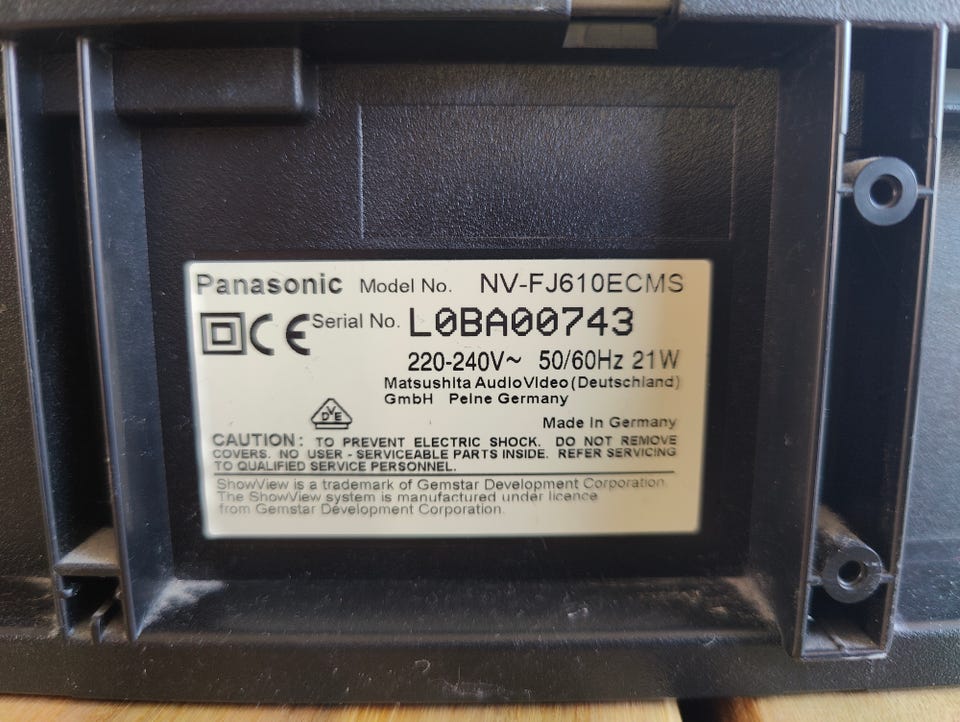 Panasonic Model No. NV-FJ610ECMS
CE Serial No. L0BA00743
220-240V~ 50/60Hz 21W
Matsushita AudioVideo (Deutschland)
GmbH Peine Germany
VDE
Made In Germany
CAUTION: TO PREVENT ELECTRIC SHOCK. DO NOT REMOVE
COVERS. NO USER - SERVICEABLE PARTS INSIDE. REFER SERVICING
TO QUALIFIED SERVICE PERSONNEL.
ShowView is a trademark of Gemstar Development Corporation.
The ShowView system is manufactured under licence
from Gemstar Development Corporation.